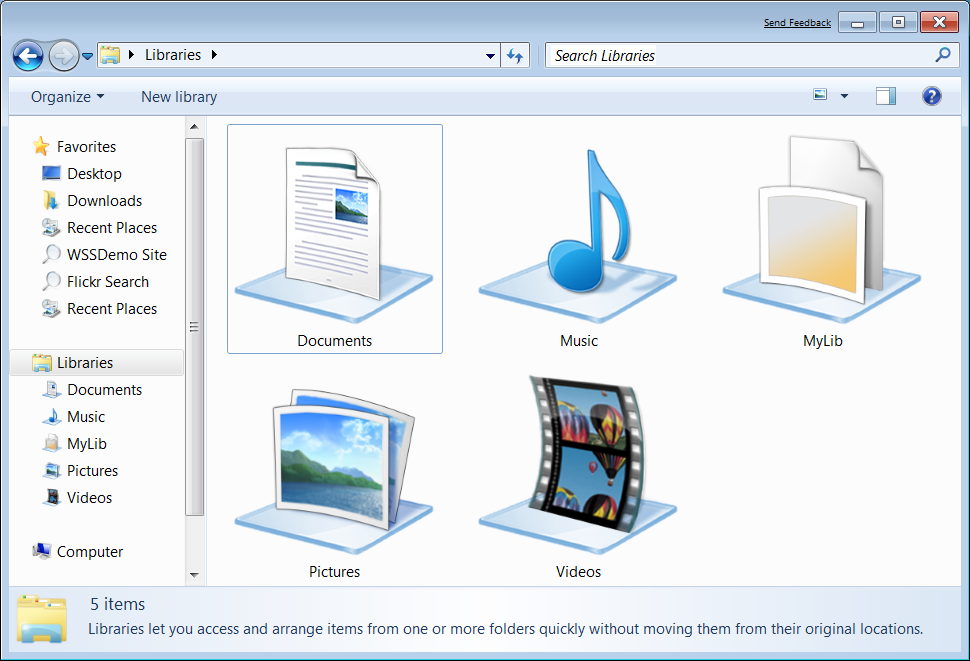 Send Feedback
Libraries
Search Libraries
Organize
New library
Favorites
Desktop
Downloads
Recent Places
WSSDemo Site
Flickr Search
Recent Places
Libraries
Documents
Music
MyLib
Pictures
Videos
Computer
Documents
Music
MyLib
Pictures
Videos
5 items
Libraries let you access and arrange items from one or more folders quickly without moving them from their original locations.